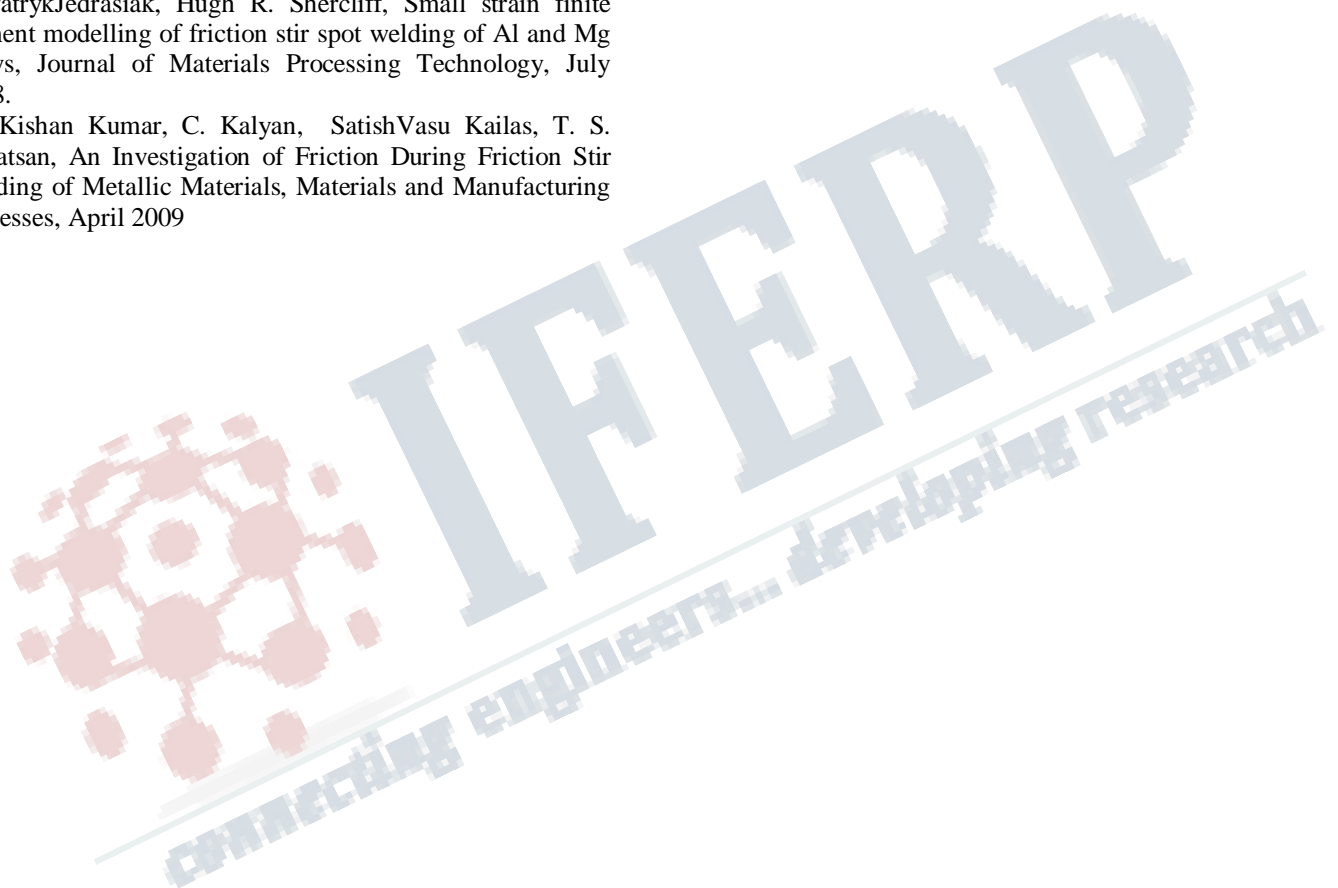 atrykJedrasiak, Hugh R. Shercliff, Small strain finite
ent modelling of friction stir spot welding of Al and Mg
s, Journal of Materials Processing Technology, July
8.
Kishan Kumar, C. Kalyan, SatishVasu Kailas, T. S.
atsan, An Investigation of Friction During Friction Stir
ding of Metallic Materials, Materials and Manufacturing
esses, April 2009
IFERP
connecting engineers... developing research